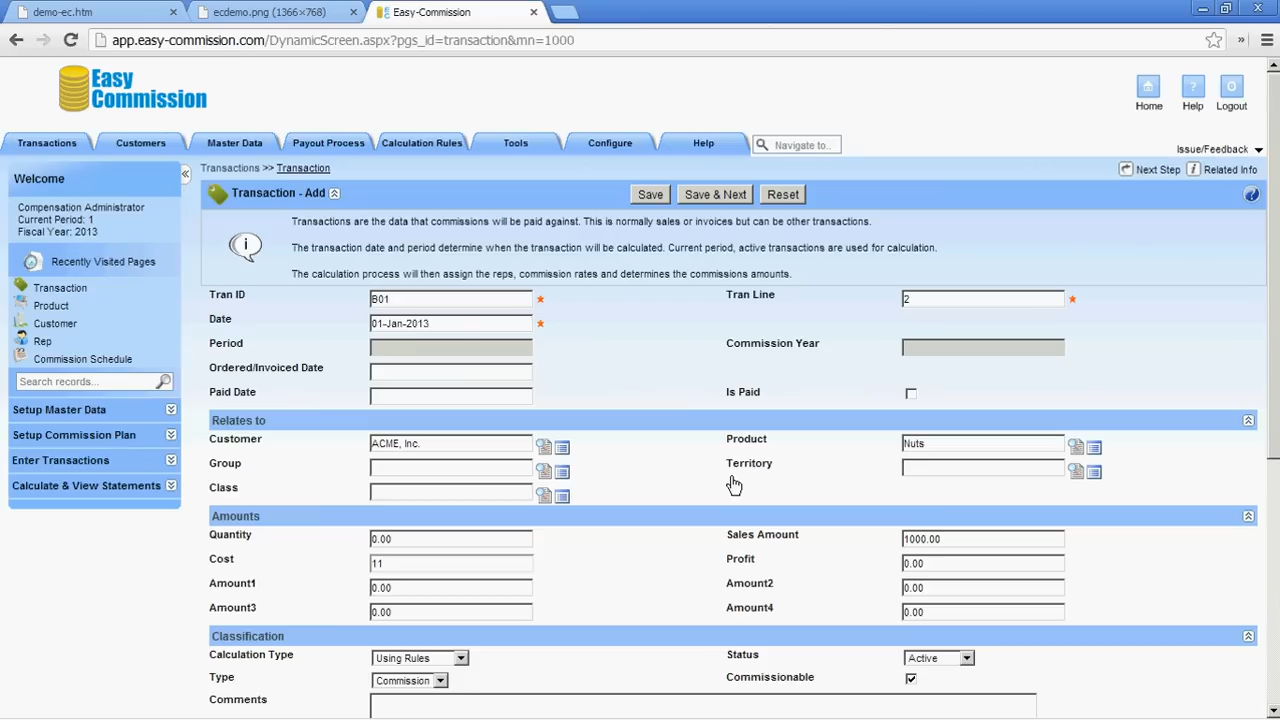 demo-ec.htm × ecdemo.png (1366×768) × Easy-Commission ×
app.easy-commission.com/DynamicScreen.aspx?pgs_id=transaction&mn=1000
Easy
Commission
Home Help Logout
Transactions Customers Master Data Payout Process Calculation Rules Tools Configure Help Navigate to..
Issue/Feedback
Welcome
Compensation Administrator
Current Period: 1
Fiscal Year: 2013
Recently Visited Pages
Transaction
Product
Customer
Rep
Commission Schedule
Search records...
Setup Master Data
Setup Commission Plan
Enter Transactions
Calculate & View Statements
Transactions >> Transaction
Next Step Related Info
Transaction - Add Save Save & Next Reset
Transactions are the data that commissions will be paid against. This is normally sales or invoices but can be other transactions.
The transaction date and period determine when the transaction will be calculated. Current period, active transactions are used for calculation.
The calculation process will then assign the reps, commission rates and determines the commissions amounts.
Tran ID B01 Tran Line 2
Date 01-Jan-2013
Period Commission Year
Ordered/Invoiced Date
Paid Date Is Paid
Relates to
Customer ACME, Inc. Product Nuts
Group Territory
Class
Amounts
Quantity 0.00 Sales Amount 1000.00
Cost 11 Profit 0.00
Amount1 0.00 Amount2 0.00
Amount3 0.00 Amount4 0.00
Classification
Calculation Type Using Rules Status Active
Type Commission Commissionable
Comments